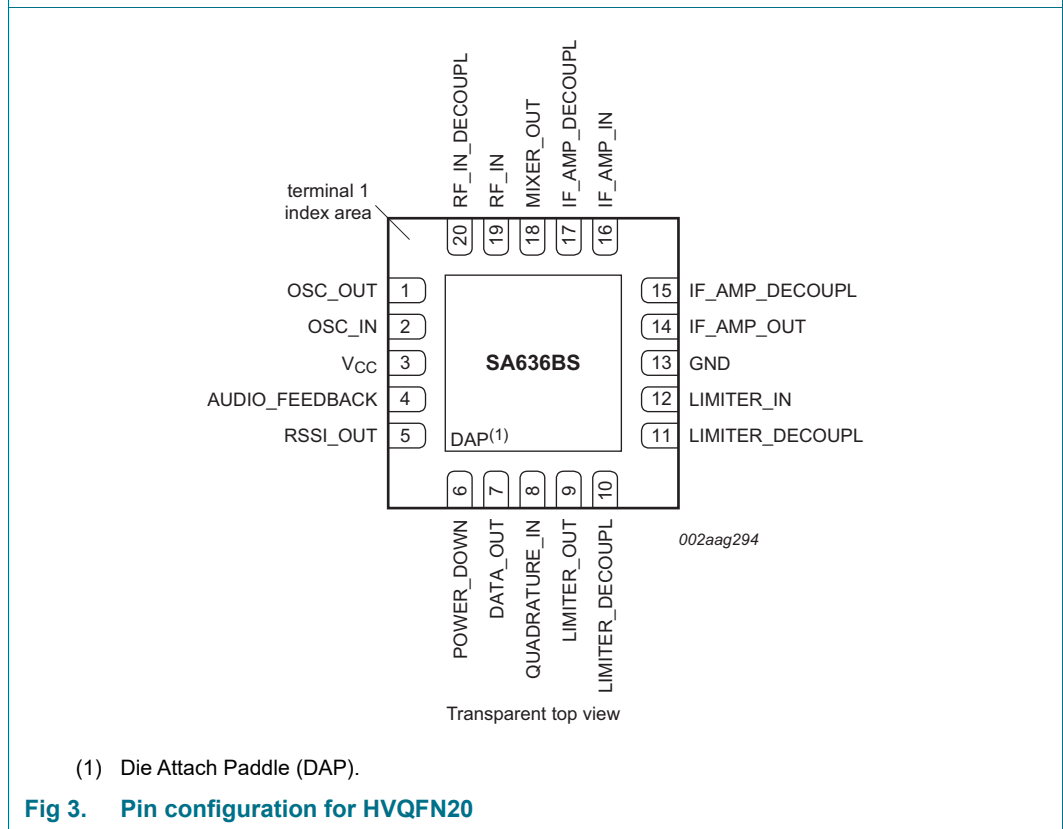 RF_IN_DECOUPL
RF_IN
MIXER_OUT
IF_AMP_DECOUPL
IF_AMP_IN
terminal 1
index area
20
19
18
17
16
OSC_OUT 1
OSC_IN 2
VCC 3
AUDIO_FEEDBACK 4
RSSI_OUT 5
SA636BS
DAP(1)
15 IF_AMP_DECOUPL
14 IF_AMP_OUT
13 GND
12 LIMITER_IN
11 LIMITER_DECOUPL
6
7
8
9
10
POWER_DOWN
DATA_OUT
QUADRATURE_IN
LIMITER_OUT
LIMITER_DECOUPL
002aag294
Transparent top view
(1) Die Attach Paddle (DAP).
Fig 3. Pin configuration for HVQFN20